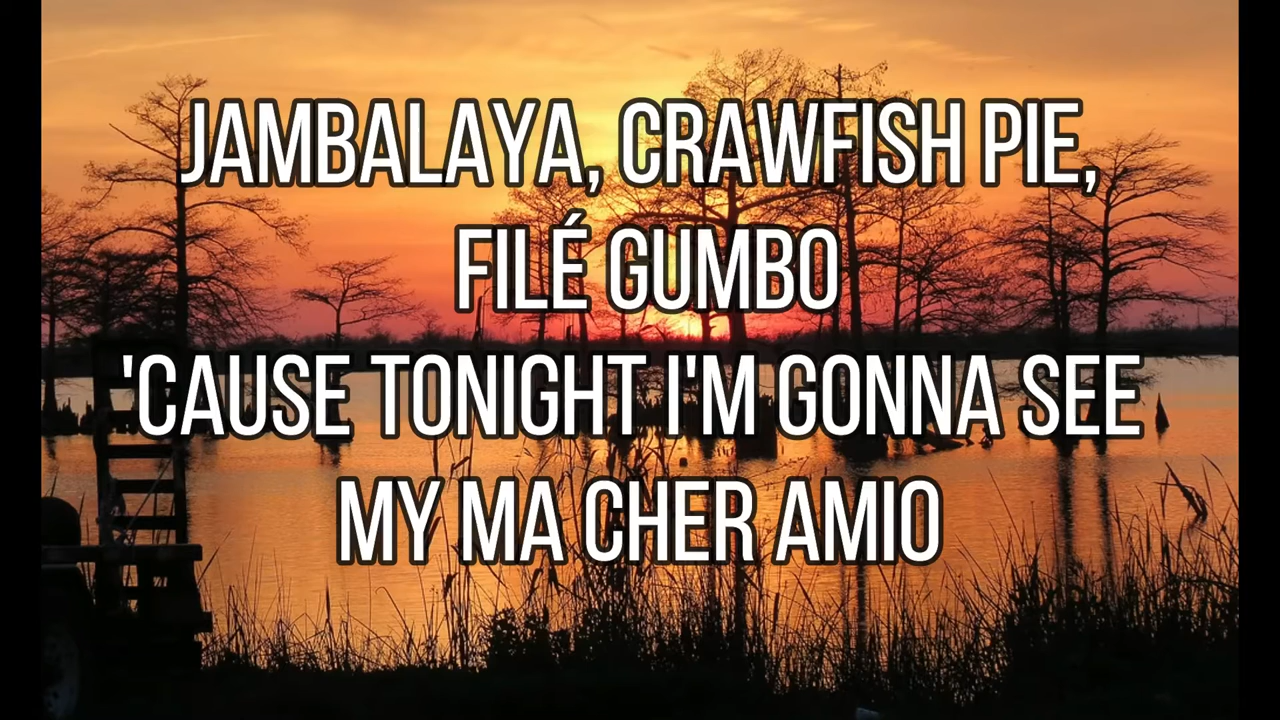 JAMBALAYA, CRAWFISH PIE,
FILÉ GUMBO
'CAUSE TONIGHT I'M GONNA SEE
MY MA CHER AMIO